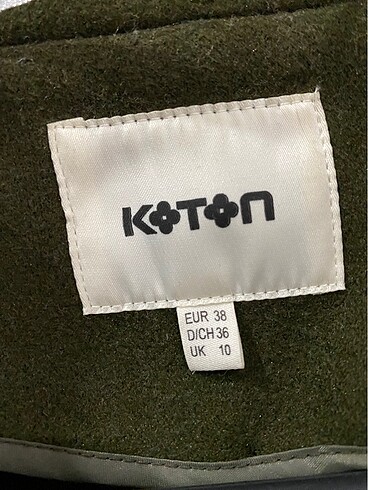 KOTON
EUR 38
D/CH 36
UK 10